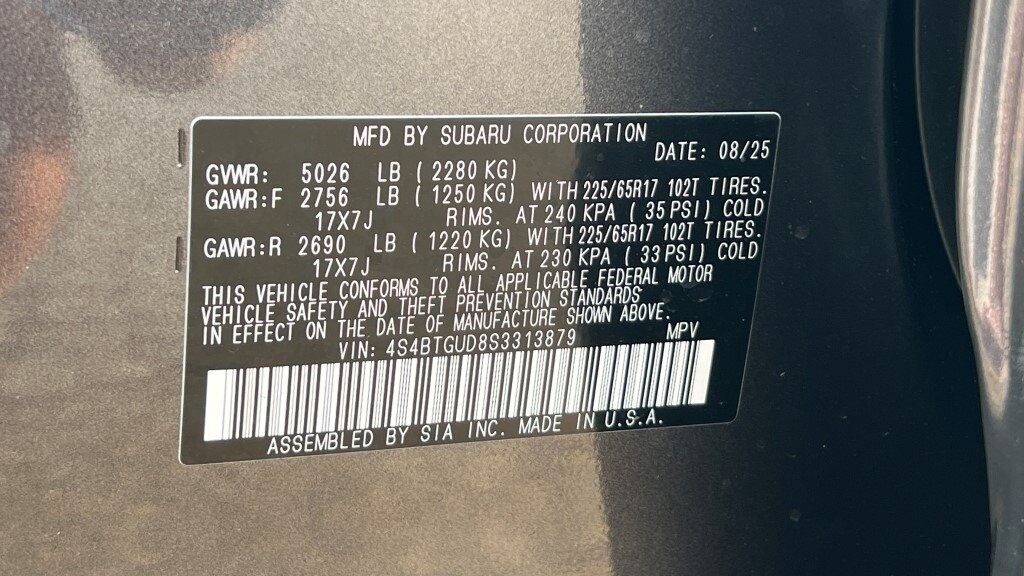 MFD BY SUBARU CORPORATION
DATE: 08/25
GVWR: 5026 LB ( 2280 KG)
GAWR:F 2756 LB ( 1250 KG) WITH 225/65R17 102T TIRES.
17X7J RIMS. AT 240 KPA ( 35 PSI) COLD
GAWR:R 2690 LB ( 1220 KG) WITH 225/65R17 102T TIRES.
17X7J RIMS. AT 230 KPA ( 33 PSI) COLD
THIS VEHICLE CONFORMS TO ALL APPLICABLE FEDERAL MOTOR
VEHICLE SAFETY AND THEFT PREVENTION STANDARDS
IN EFFECT ON THE DATE OF MANUFACTURE SHOWN ABOVE.
VIN: 4S4BTGUD8S3313879 MPV
ASSEMBLED BY SIA INC. MADE IN U.S.A.